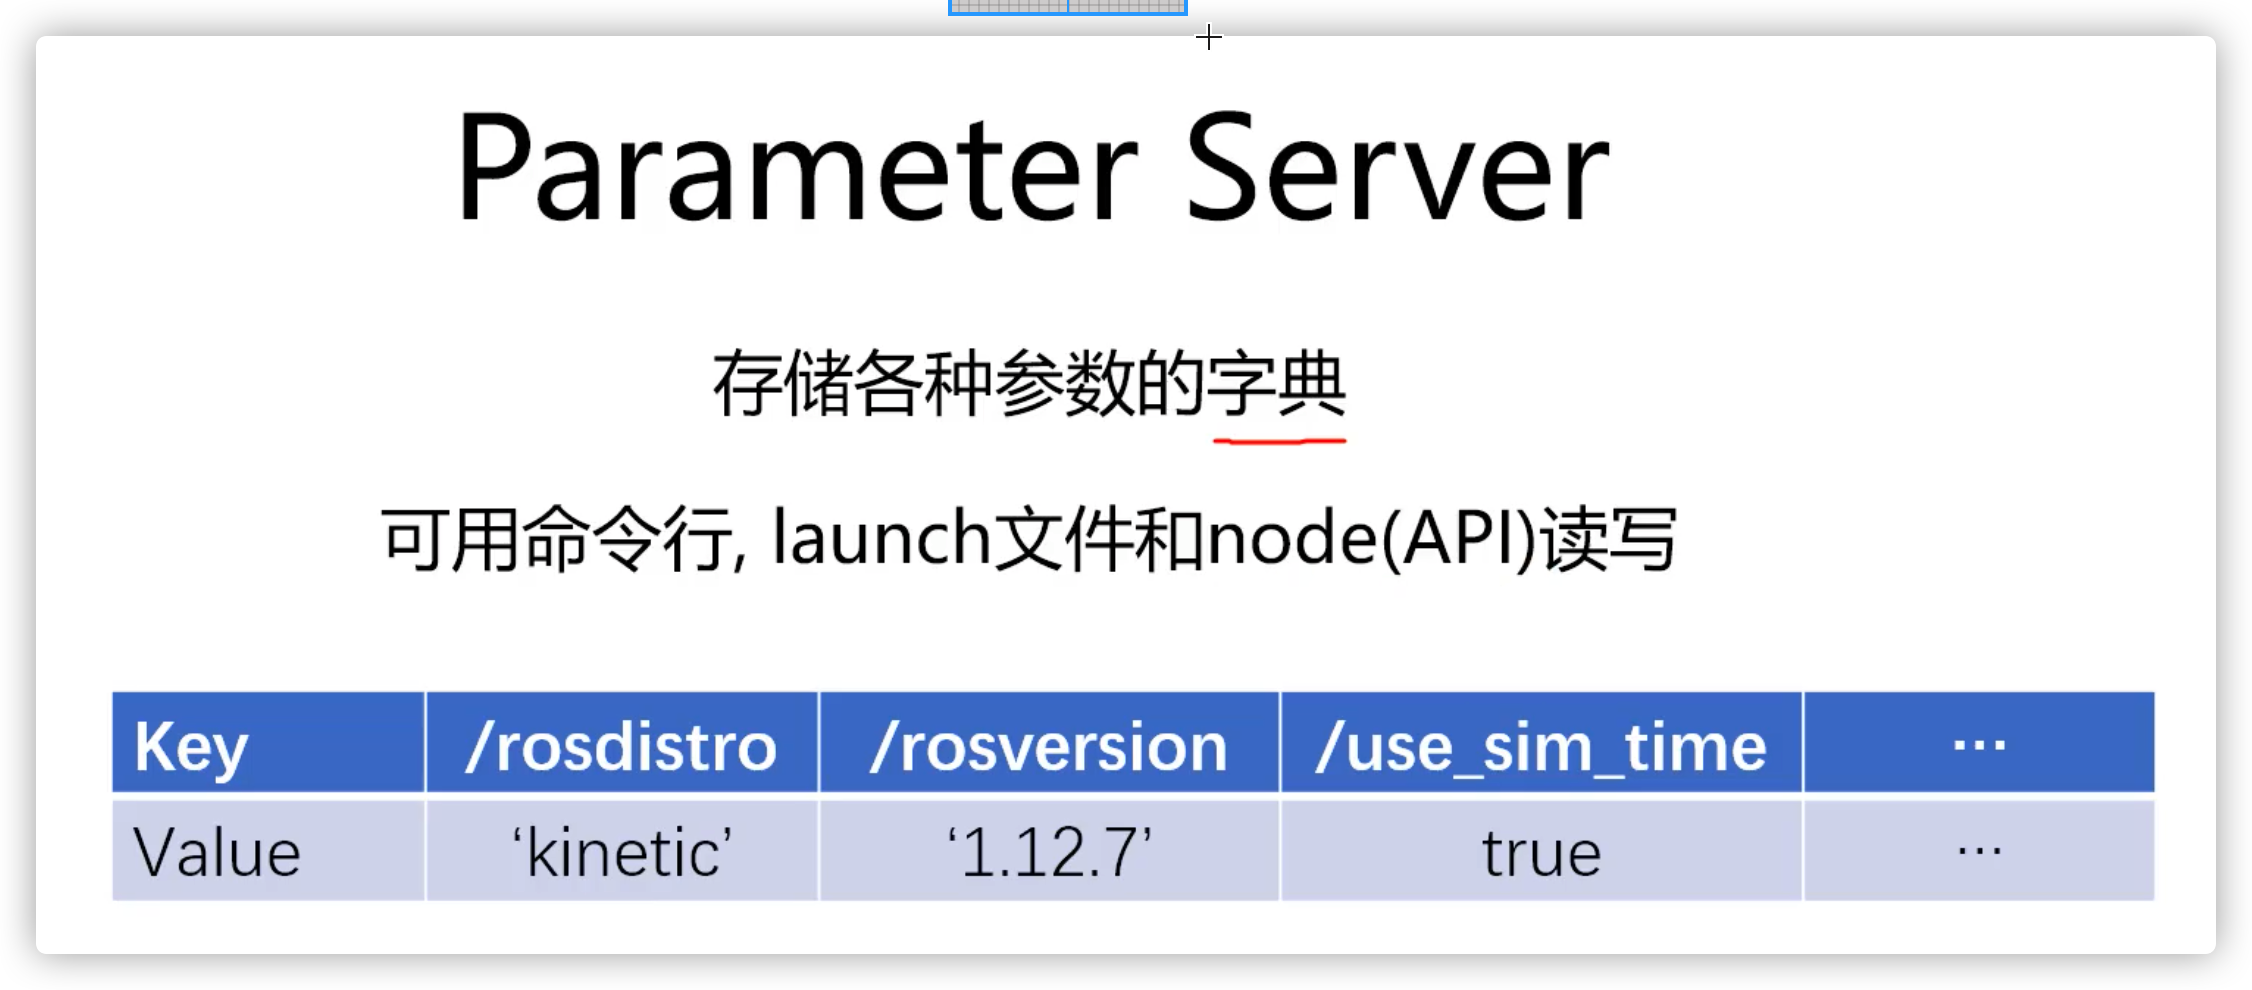 Parameter Server
存储各种参数的字典
可用命令行, launch文件和node(API)读写
Key /rosdistro /rosversion /use_sim_time ···
Value ‘kinetic’ ‘1.12.7’ true ···